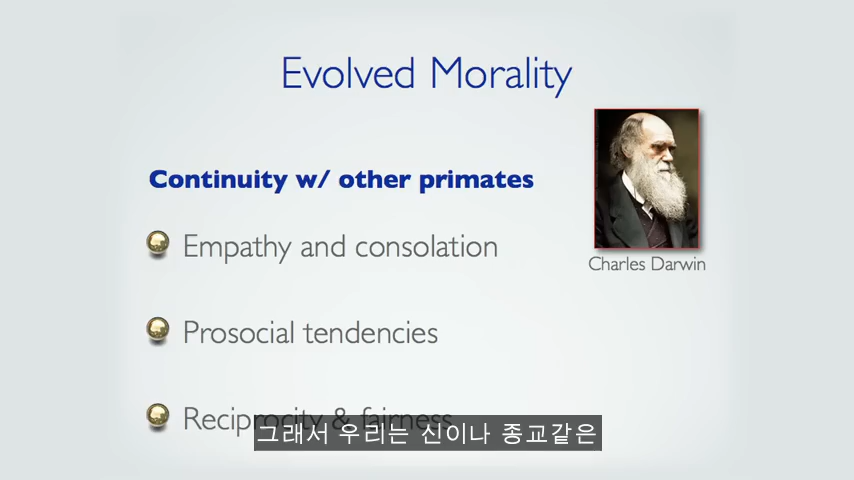 Evolved Morality
Continuity w/ other primates
Empathy and consolation
Charles Darwin
Prosocial tendencies
Reciprocity & fairness
그래서 우리는 신이나 종교같은